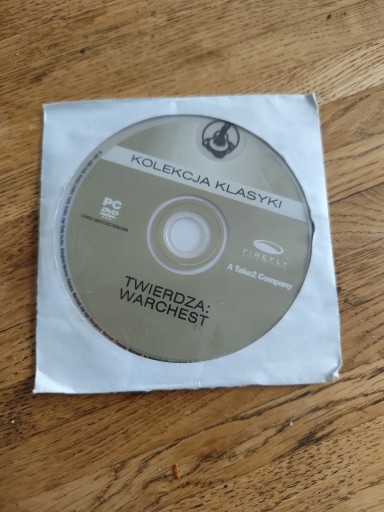 KOLEKCJA KLASYKI
PC
DVD
FIREFLY
A Take2 Company
TWIERDZA:
WARCHEST